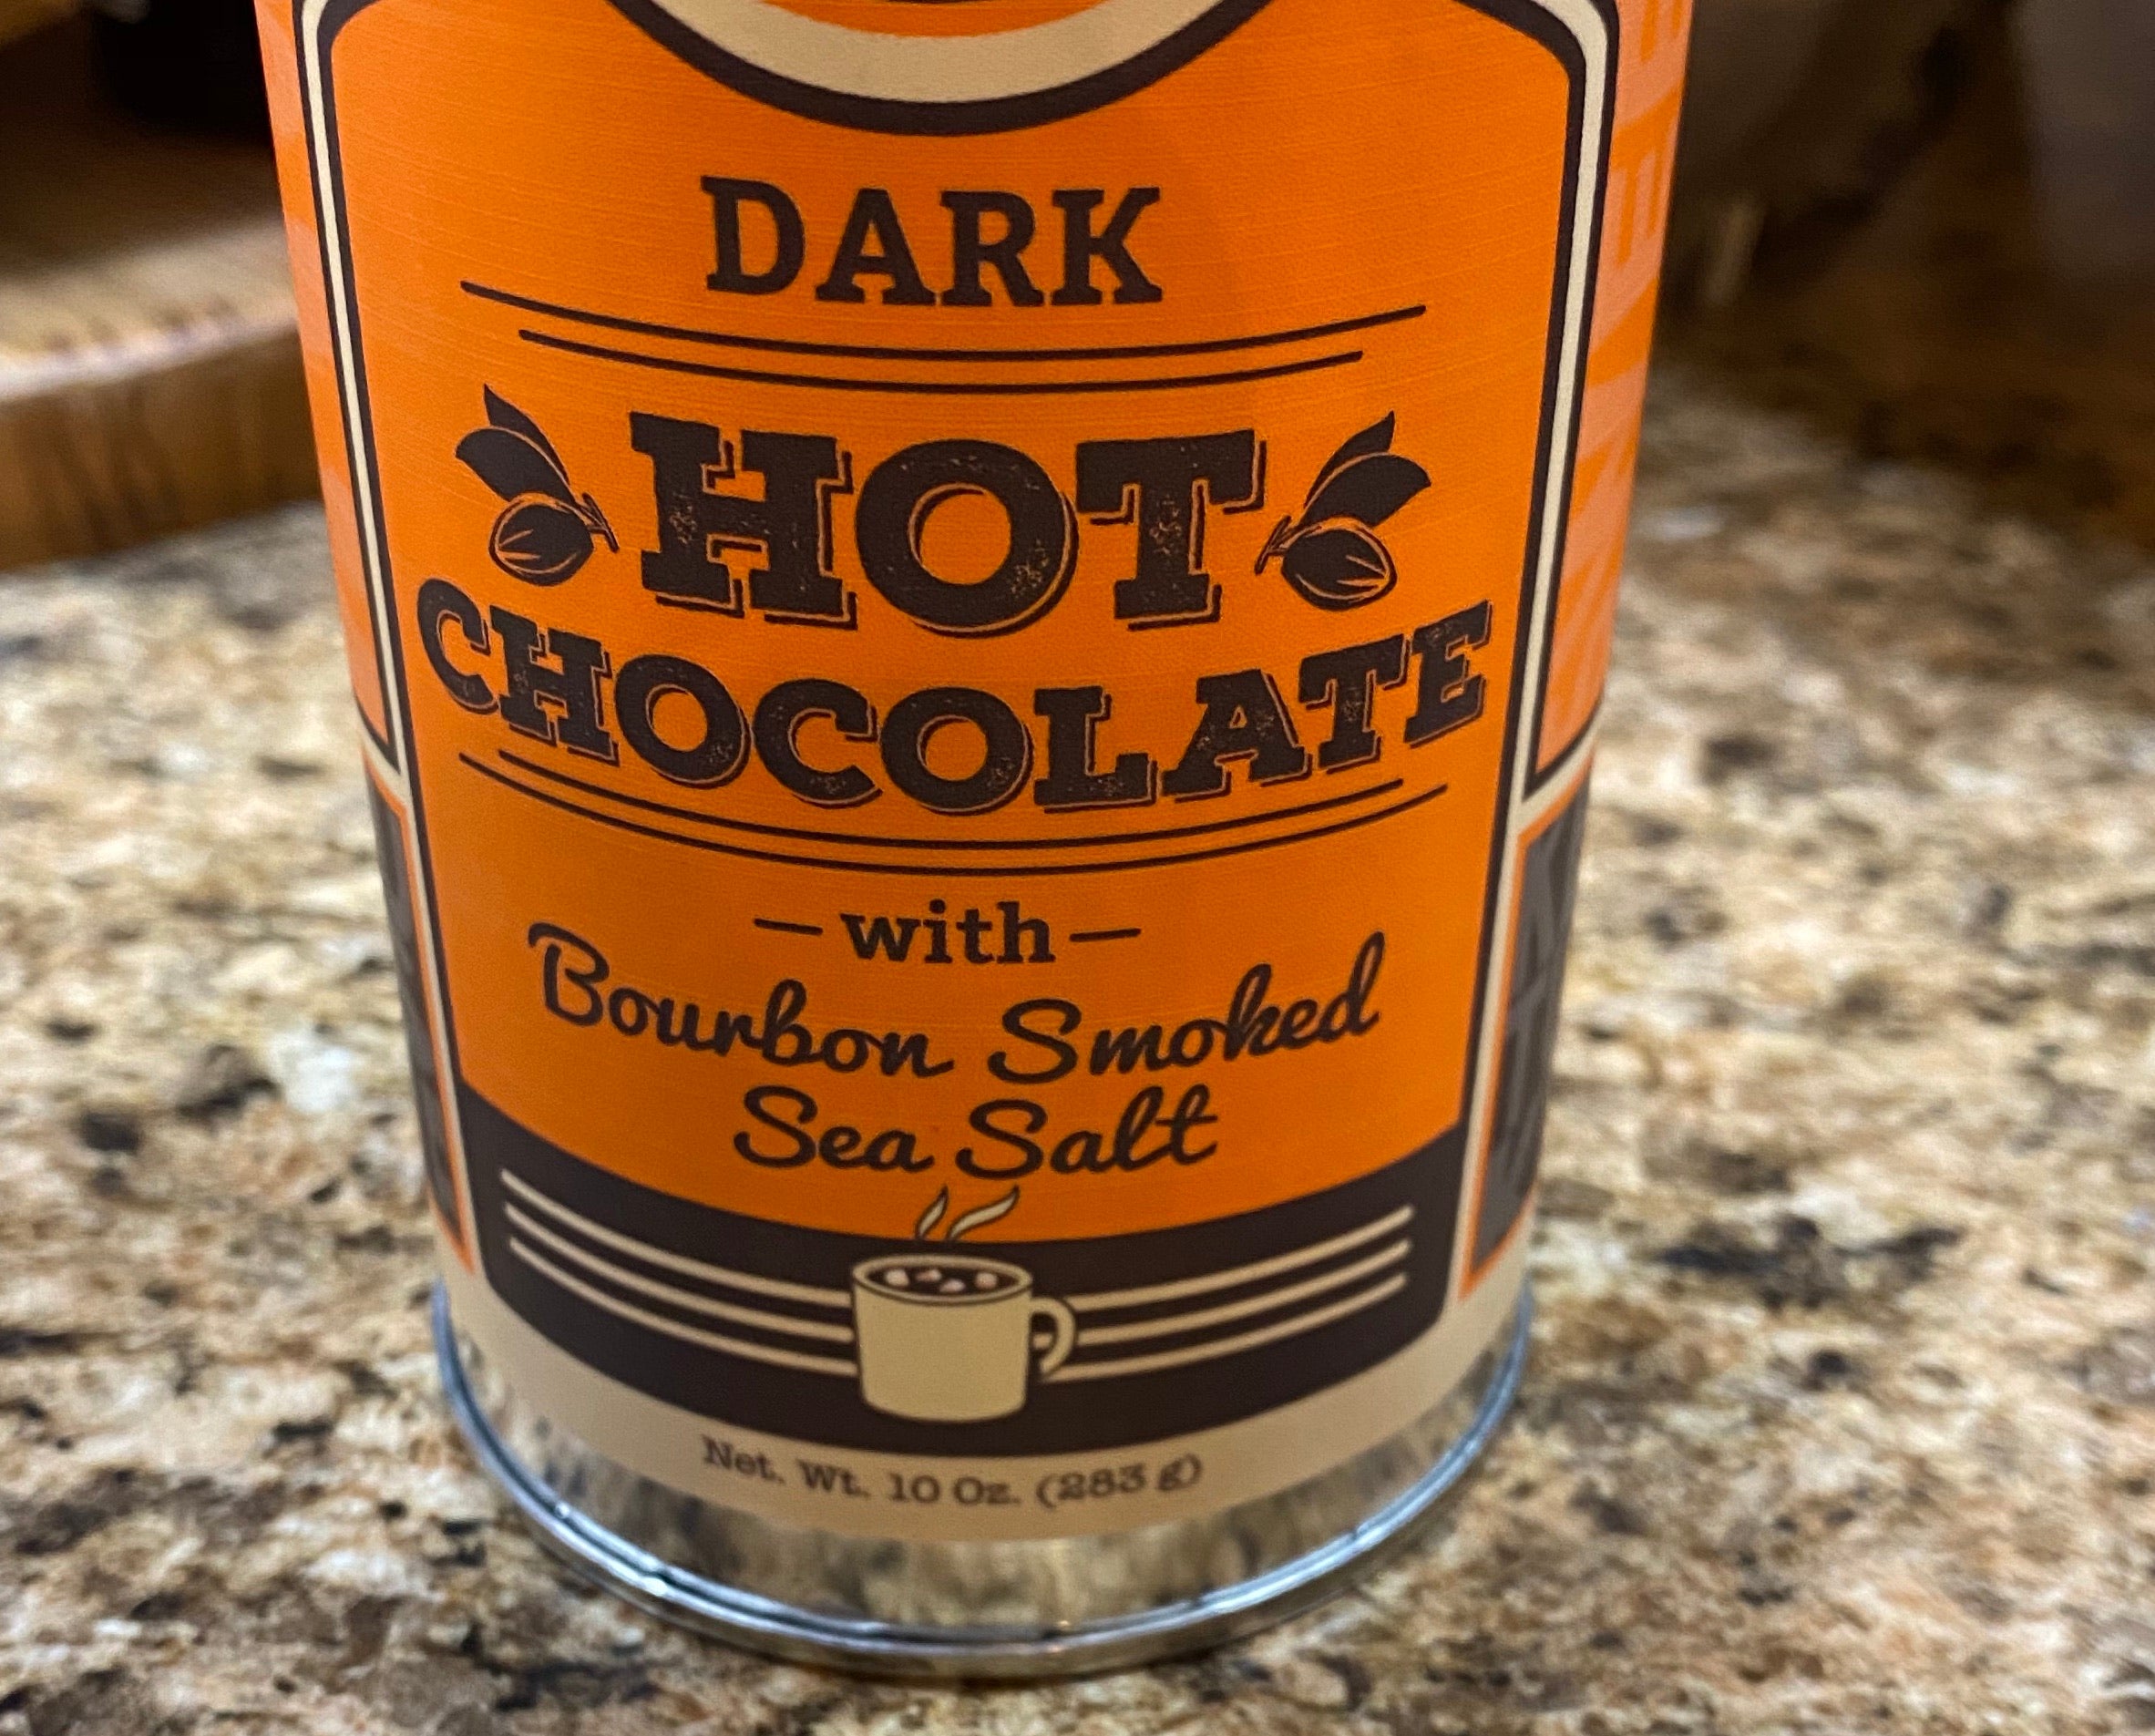 DARK
HOT
CHOCOLATE
— with —
Bourbon Smoked
Sea Salt
Net. Wt. 10 Oz. (283 g)